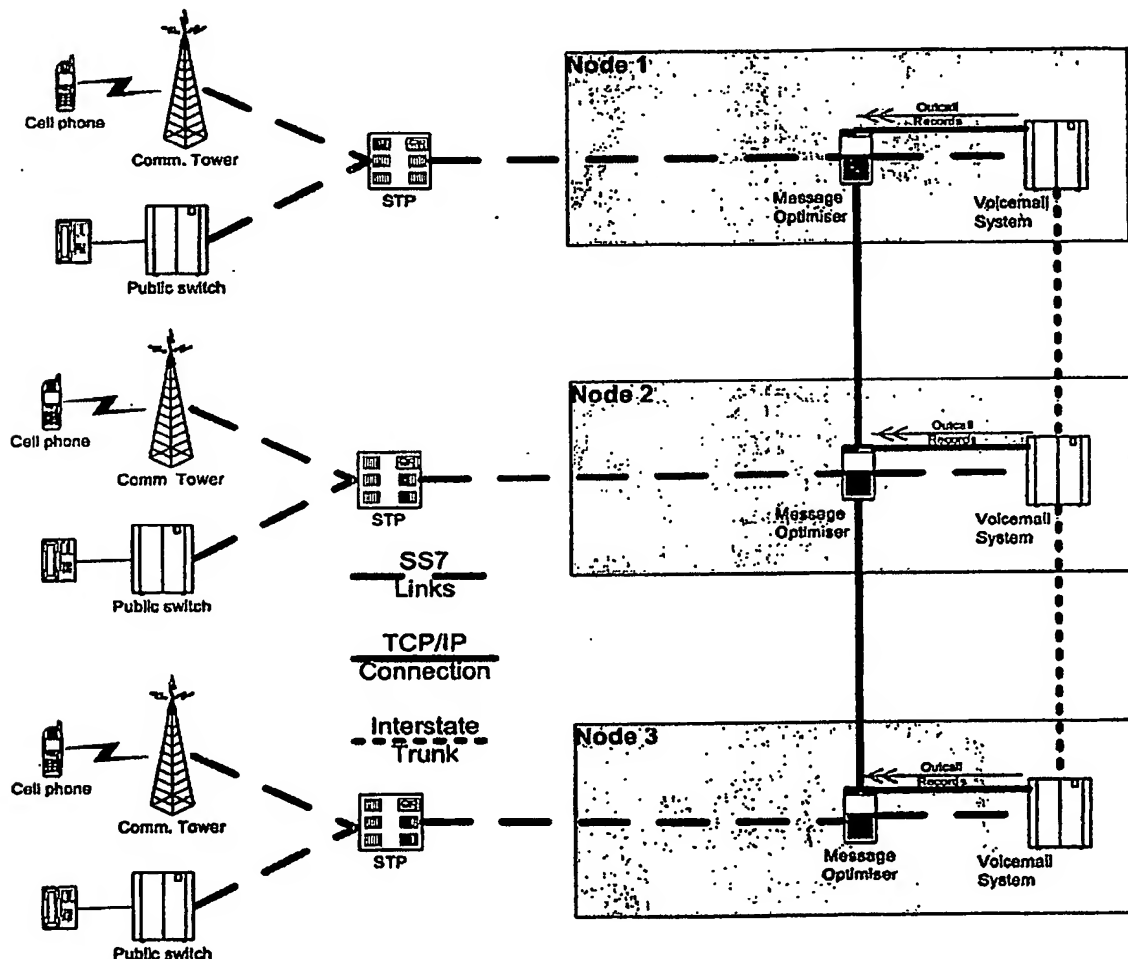 Node 1
Outcall
Records
Cell phone
Comm. Tower
STP
Message
Optimiser
Voicemail
System
Public switch
Node 2
Outcall
Records
Cell phone
Comm Tower
STP
Message
Optimiser
Voicemail
System
Public switch
SS7
Links
TCP/IP
Connection
Interstate
Trunk
Node 3
Outcall
Records
Cell phone
Comm. Tower
STP
Message
Optimiser
Voicemail
System
Public switch